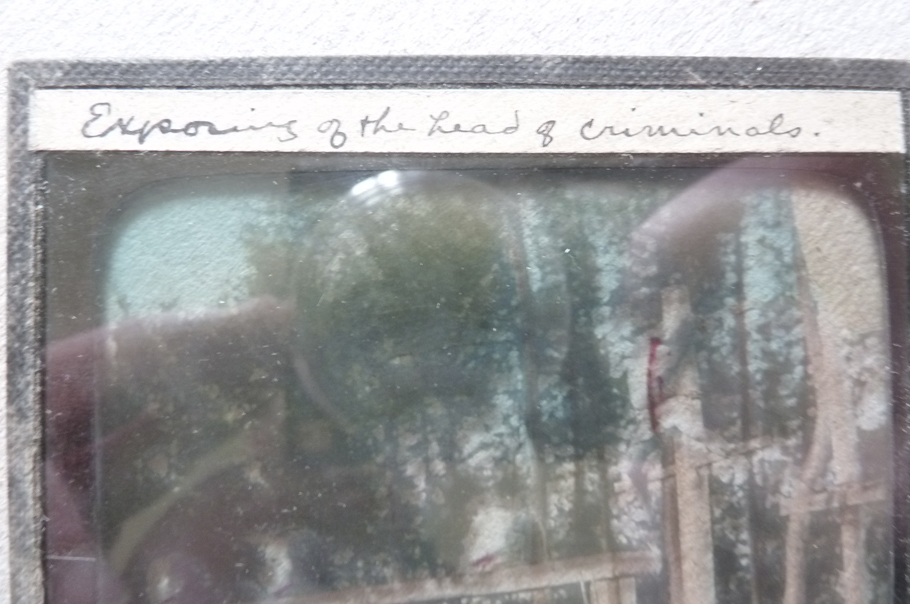 Exposing of the head of criminals.